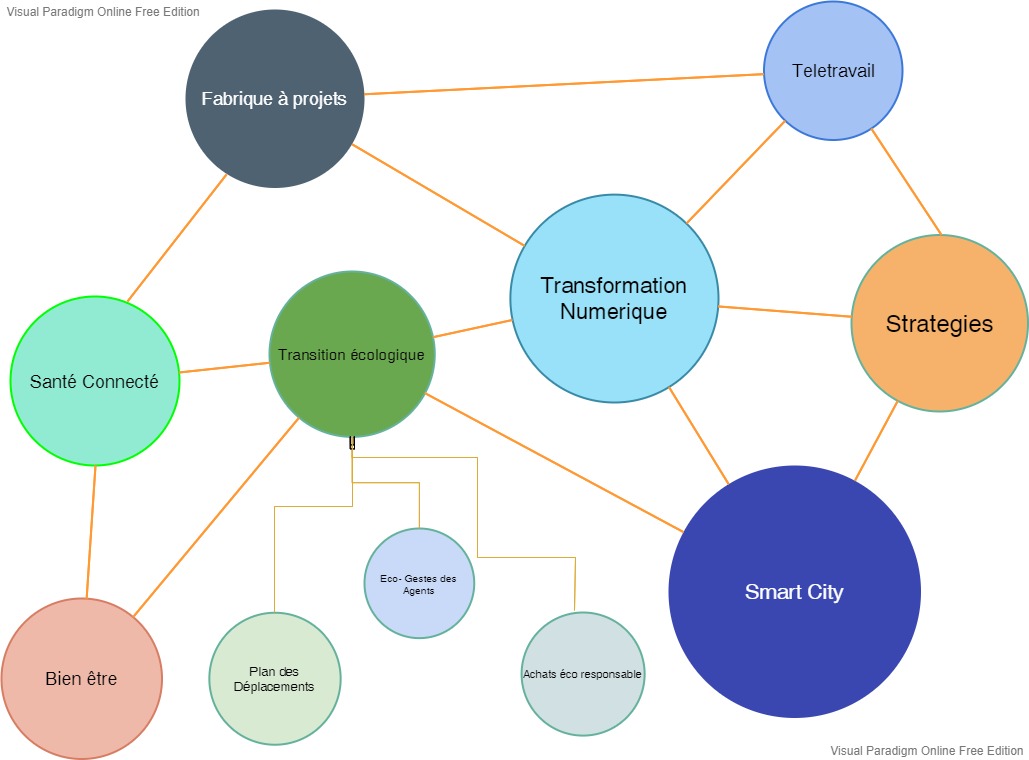 Visual Paradigm Online Free Edition
Fabrique à projets
Teletravail
Transformation
Numerique
Strategies
Transition écologique
Santé Connecté
Eco- Gestes des
Agents
Smart City
Bien être
Plan des
Déplacements
Achats éco responsable
Visual Paradigm Online Free Edition